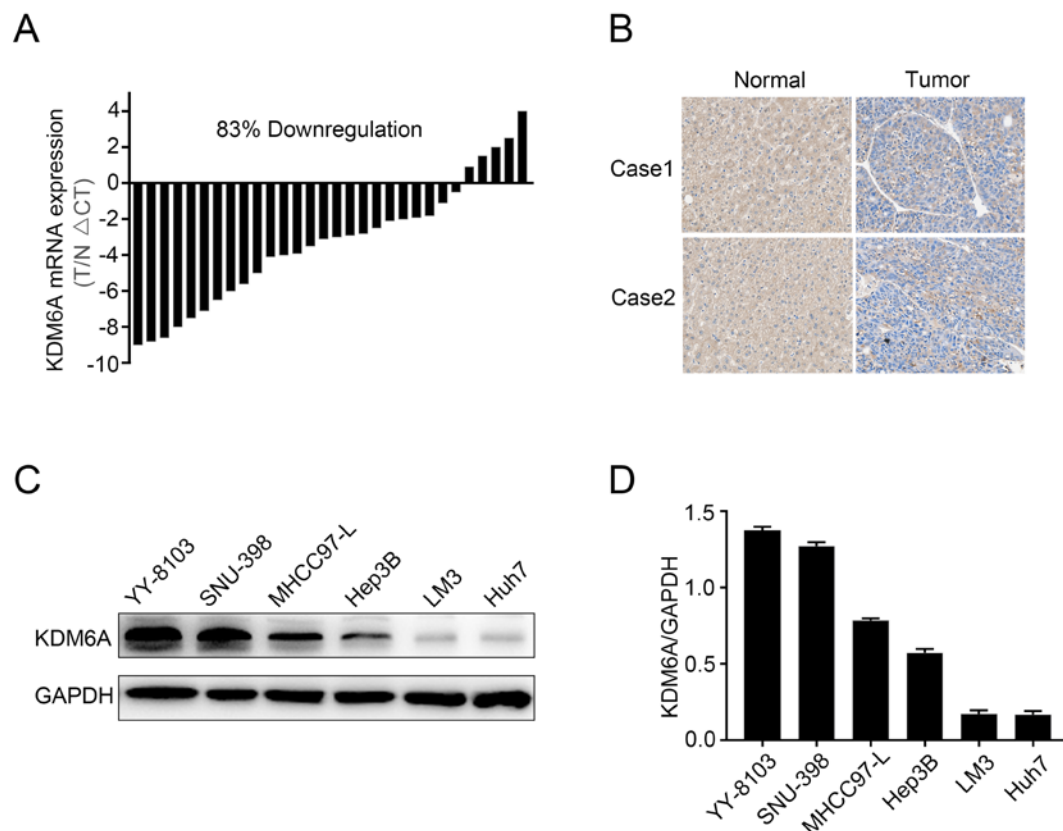 A
KDM6A mRNA expression
(T/N △CT)
4
2
0
-2
-4
-6
-8
-10
83% Downregulation
B
Normal
Tumor
Case1
Case2
C
YY-8103
SNU-398
MHCC97-L
Hep3B
LM3
Huh7
KDM6A
GAPDH
D
KDM6A/GAPDH
1.5
1.0
0.5
0.0
YY-8103
SNU-398
MHCC97-L
Hep3B
LM3
Huh7